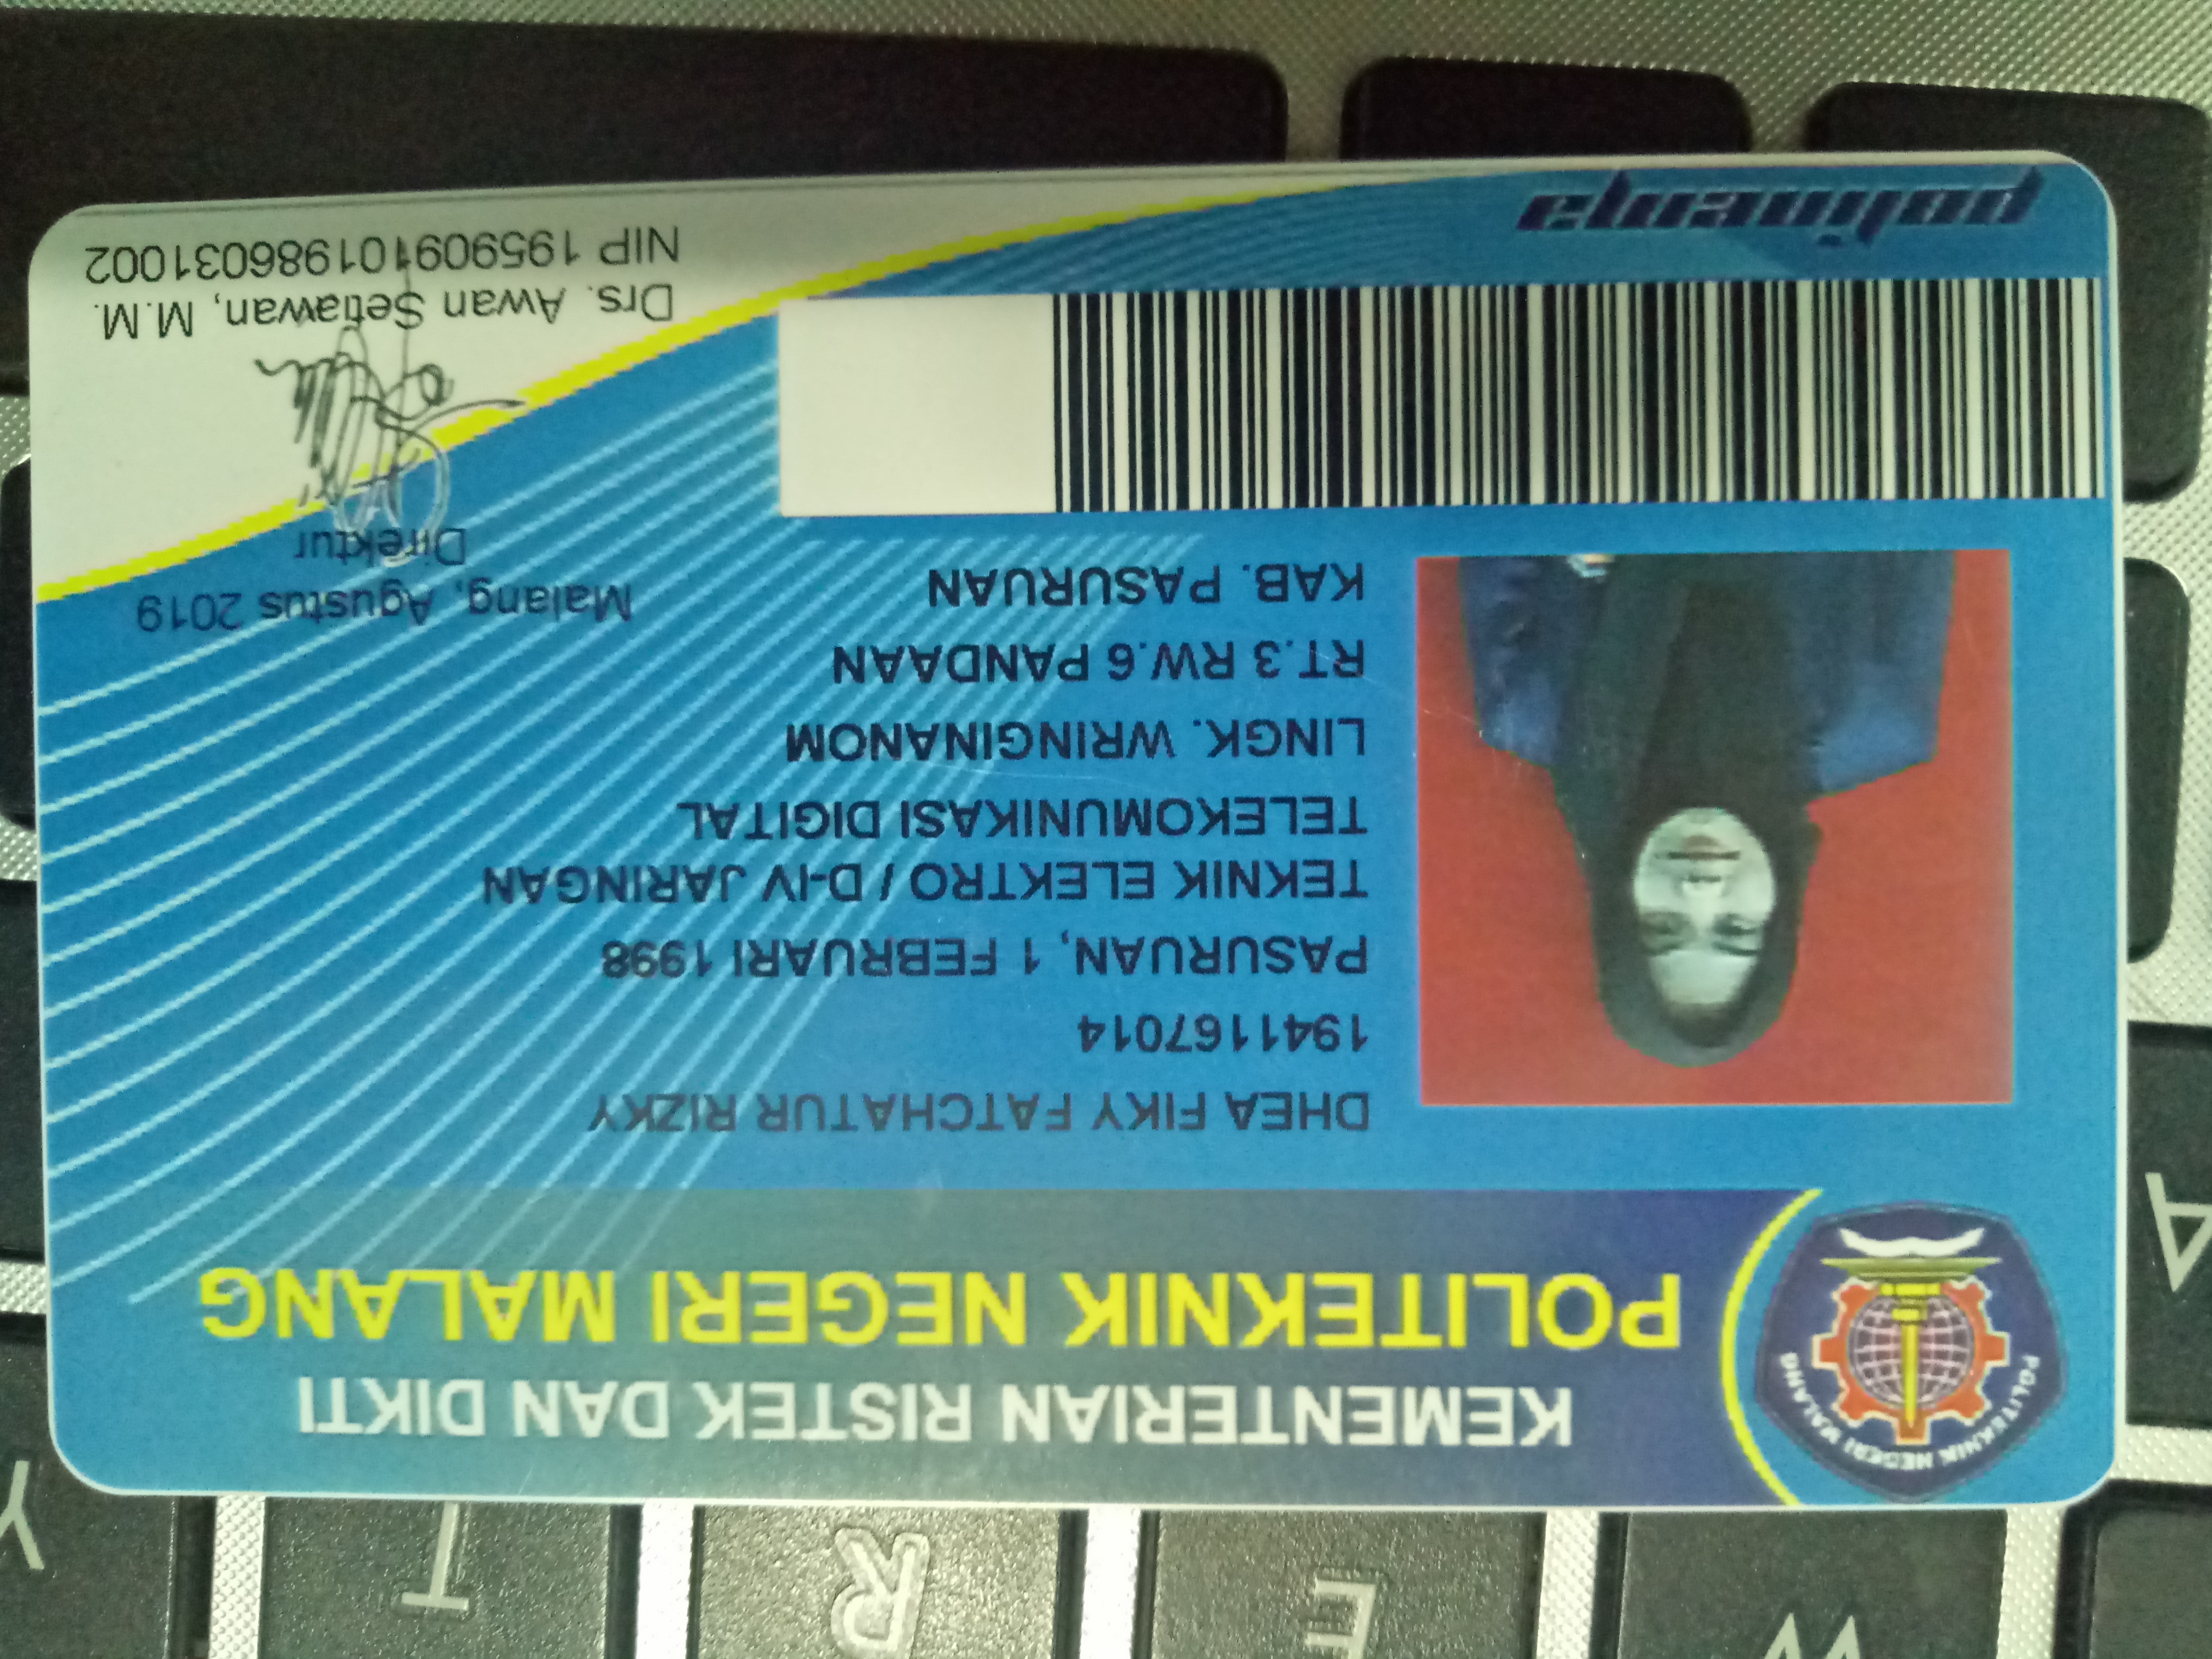 W E R T Y
A
POLITEKNIK NEGERI MALANG
KEMENTERIAN RISTEK DAN DIKTI
POLITEKNIK NEGERI MALANG
DHEA FIKY FATCHATUR RIZKY
1941167014
PASURUAN, 1 FEBRUARI 1998
TEKNIK ELEKTRO / D-IV JARINGAN
TELEKOMUNIKASI DIGITAL
LINGK. WRINGINANOM
RT.3 RW.6 PANDAAN
KAB. PASURUAN
Malang, Agustus 2019
Direktur
Drs. Awan Setiawan, M.M.
NIP 195909101986031002
polinema